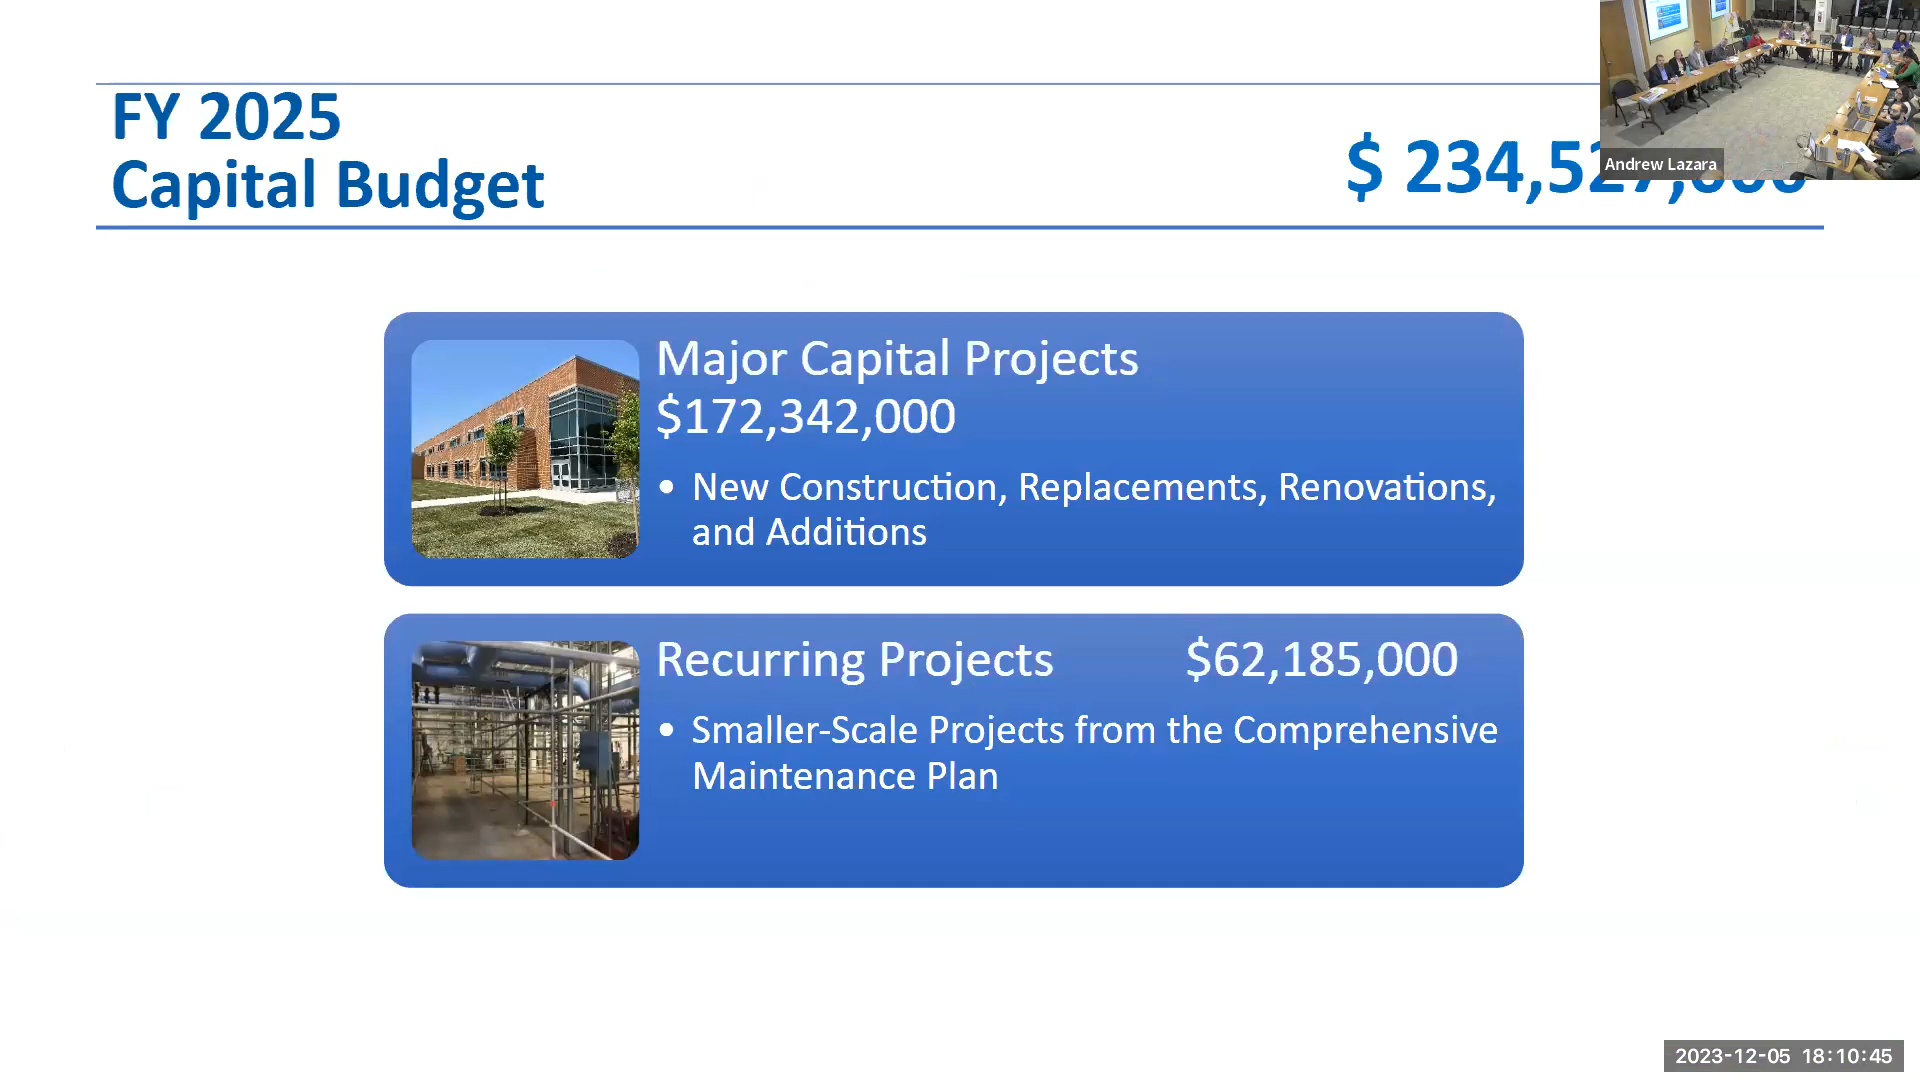 FY 2025
Capital Budget
$ 234,527,000
Andrew Lazara
Major Capital Projects
$172,342,000
• New Construction, Replacements, Renovations,
and Additions
Recurring Projects $62,185,000
• Smaller-Scale Projects from the Comprehensive
Maintenance Plan
2023-12-05 18:10:45